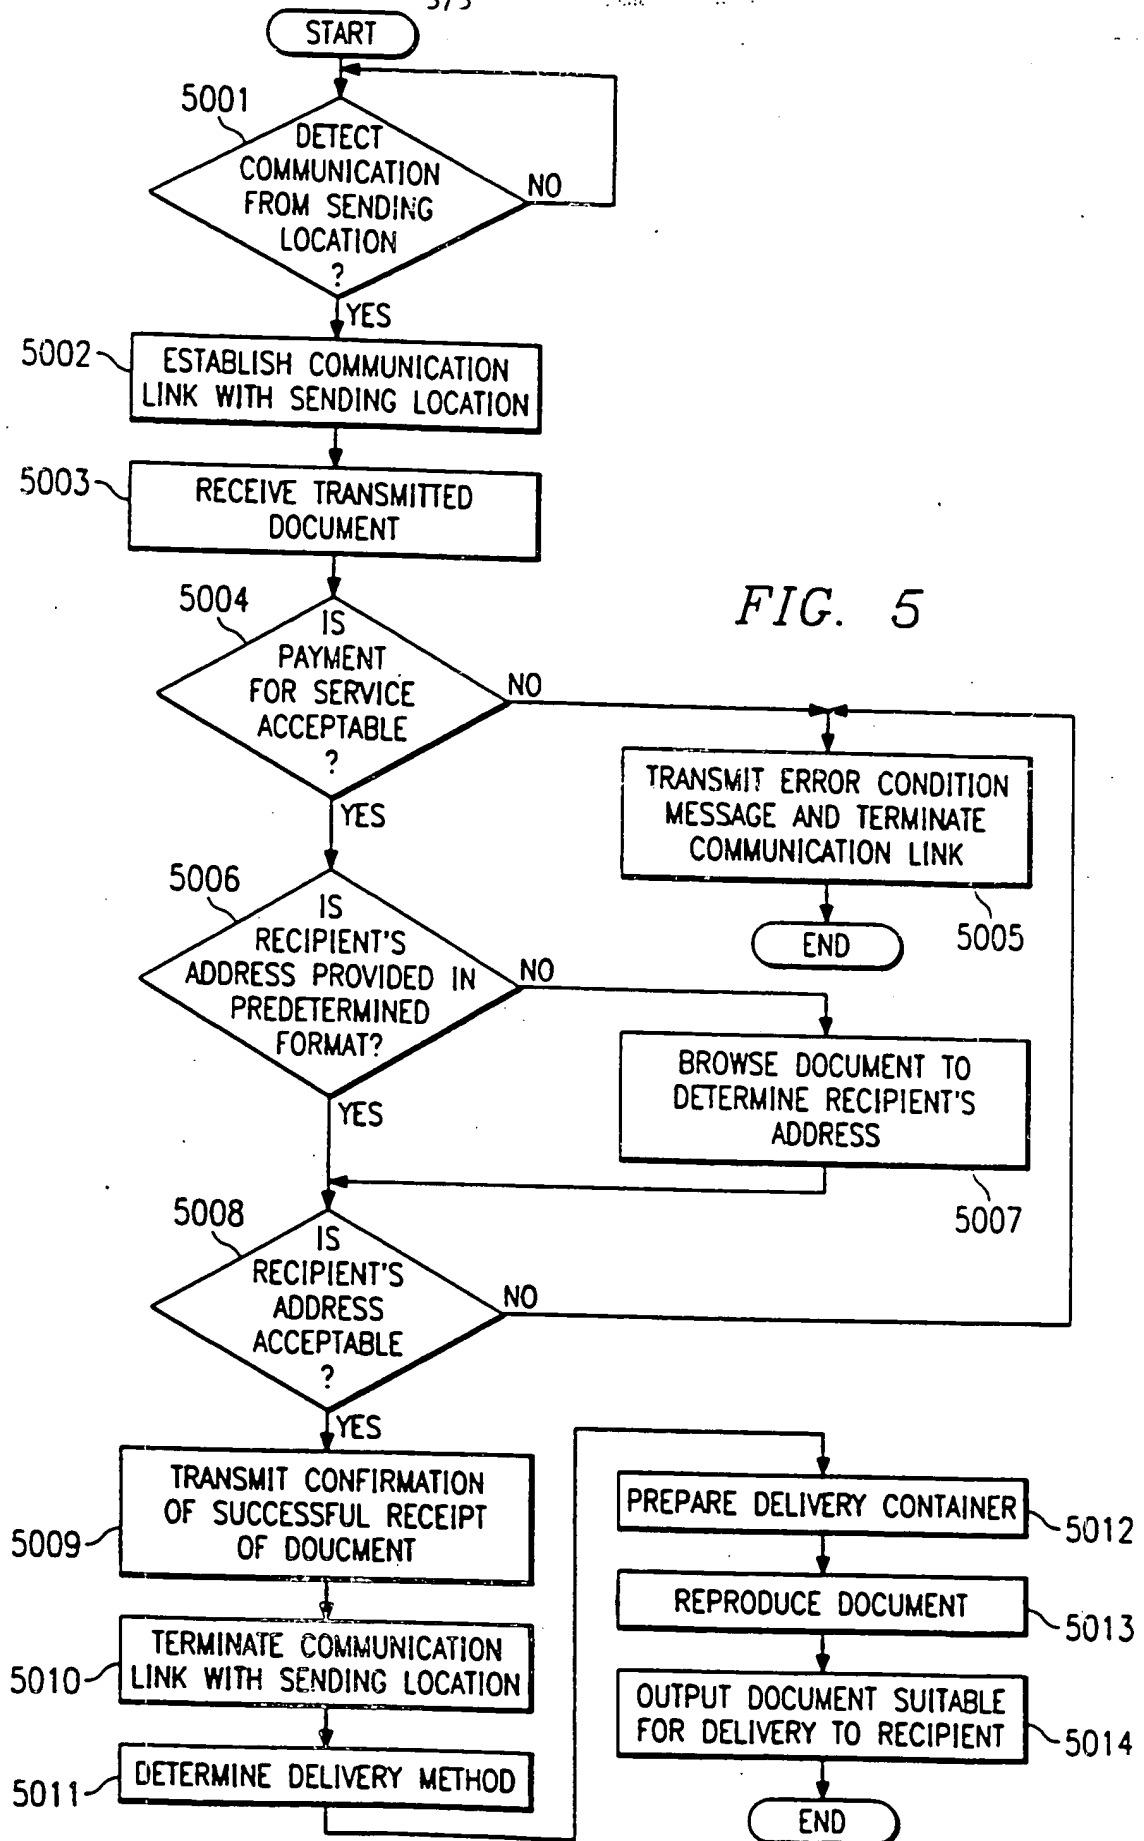 START
5001
DETECT
COMMUNICATION
FROM SENDING
LOCATION
?
NO
YES
5002
ESTABLISH COMMUNICATION
LINK WITH SENDING LOCATION
5003
RECEIVE TRANSMITTED
DOCUMENT
FIG. 5
5004
IS
PAYMENT
FOR SERVICE
ACCEPTABLE
?
NO
YES
TRANSMIT ERROR CONDITION
MESSAGE AND TERMINATE
COMMUNICATION LINK
5005
END
5006
IS
RECIPIENT'S
ADDRESS PROVIDED IN
PREDETERMINED
FORMAT?
NO
YES
BROWSE DOCUMENT TO
DETERMINE RECIPIENT'S
ADDRESS
5007
5008
IS
RECIPIENT'S
ADDRESS
ACCEPTABLE
?
NO
YES
TRANSMIT CONFIRMATION
OF SUCCESSFUL RECEIPT
OF DOUCMENT
5009
TERMINATE COMMUNICATION
LINK WITH SENDING LOCATION
5010
DETERMINE DELIVERY METHOD
5011
PREPARE DELIVERY CONTAINER
5012
REPRODUCE DOCUMENT
5013
OUTPUT DOCUMENT SUITABLE
FOR DELIVERY TO RECIPIENT
5014
END